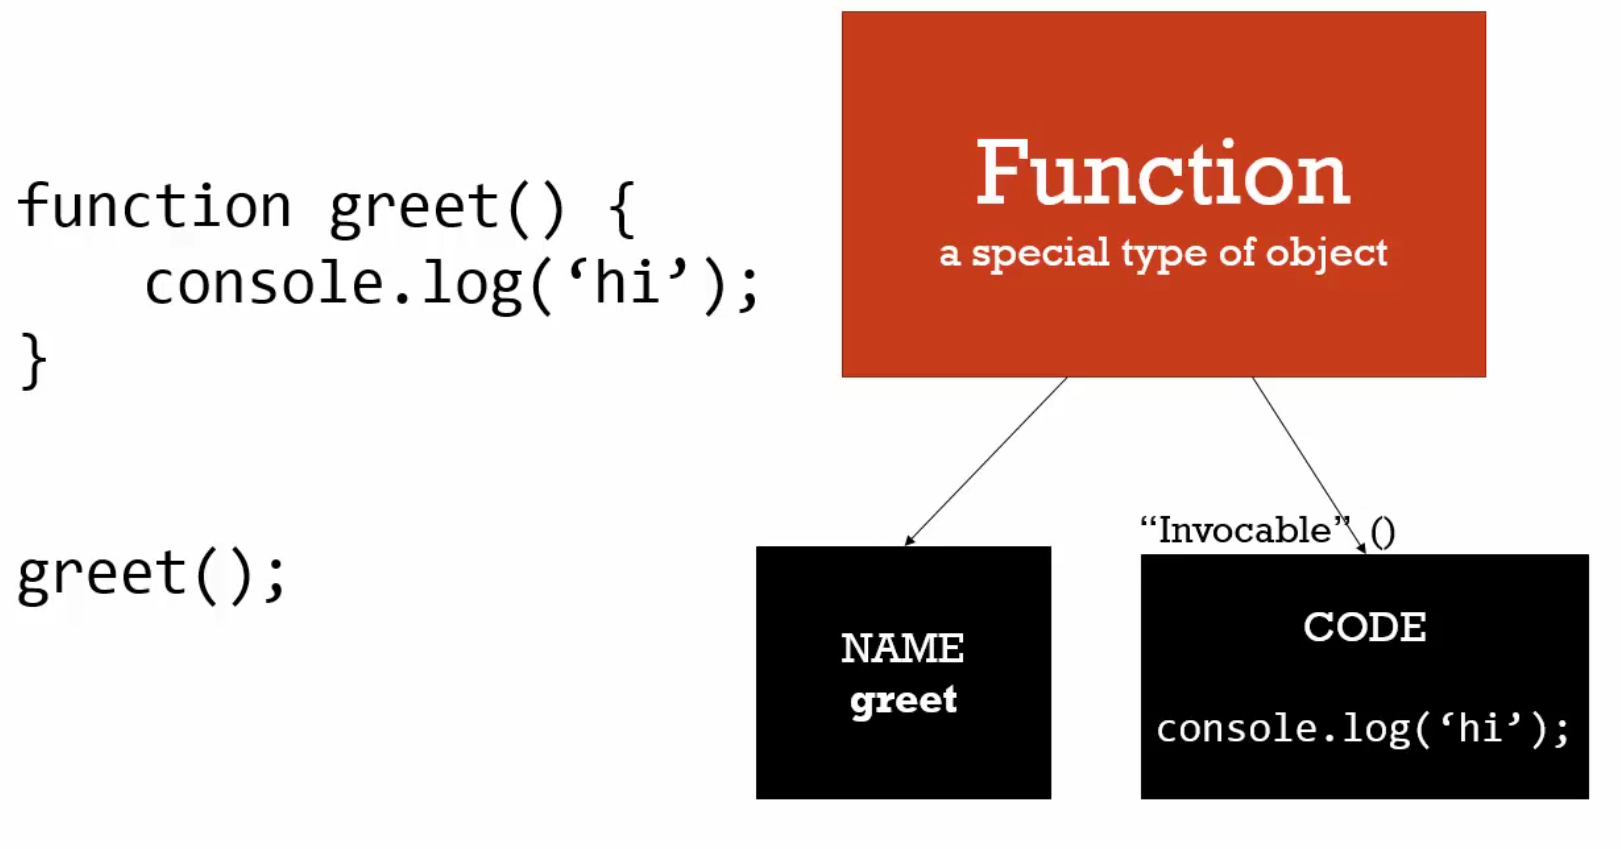 function greet() {
    console.log(‘hi’);
}
greet();
Function
a special type of object
“Invocable” ()
NAME
greet
CODE
console.log(‘hi’);